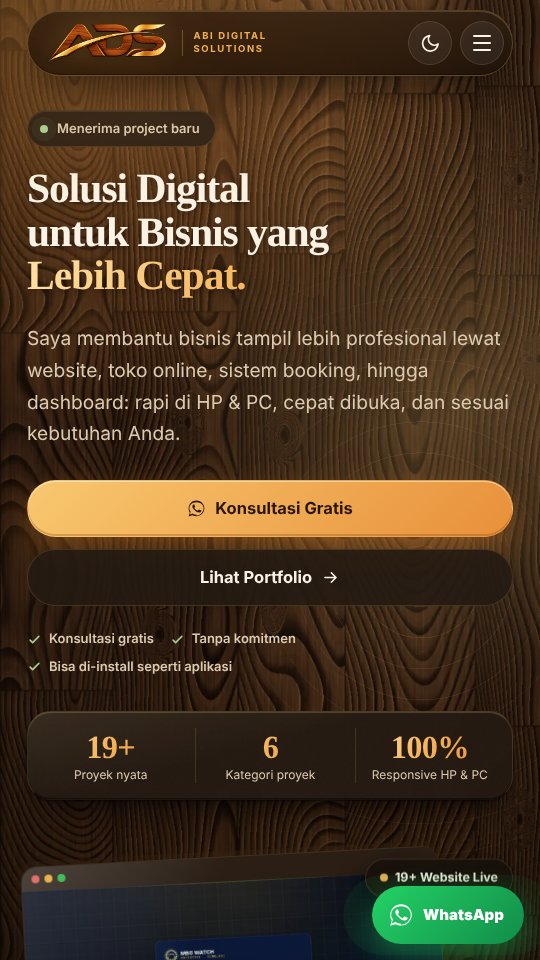 ADS
ABI DIGITAL
SOLUTIONS
Menerima project baru
Solusi Digital
untuk Bisnis yang
Lebih Cepat.
Saya membantu bisnis tampil lebih profesional lewat
website, toko online, sistem booking, hingga
dashboard: rapi di HP & PC, cepat dibuka, dan sesuai
kebutuhan Anda.
Konsultasi Gratis
Lihat Portfolio →
Konsultasi gratis
Tanpa komitmen
Bisa di-install seperti aplikasi
19+
6
100%
Proyek nyata
Kategori proyek
Responsive HP & PC
19+ Website Live
WhatsApp